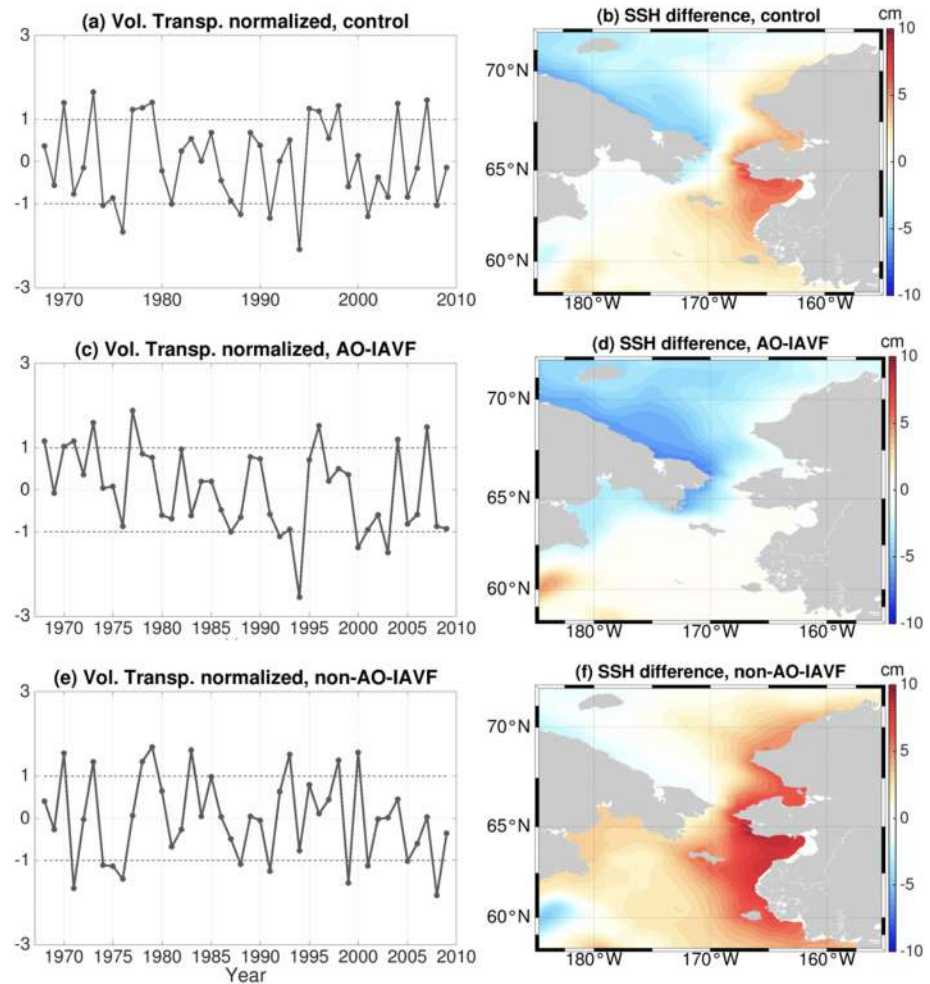 (a) Vol. Transp. normalized, control
3
1
0
-1
-3
1970
1980
1990
2000
2010
(b) SSH difference, control
cm
70°N
65°N
60°N
180°W
170°W
160°W
10
5
0
-5
-10
(c) Vol. Transp. normalized, AO-IAVF
3
1
0
-1
-3
1970 1975 1980 1985 1990 1995 2000 2005 2010
(d) SSH difference, AO-IAVF
cm
70°N
65°N
60°N
180°W
170°W
160°W
10
5
0
-5
-10
(e) Vol. Transp. normalized, non-AO-IAVF
3
1
0
-1
-3
1970 1975 1980 1985 1990 1995 2000 2005 2010
Year
(f) SSH difference, non-AO-IAVF
cm
70°N
65°N
60°N
180°W
170°W
160°W
10
5
0
-5
-10